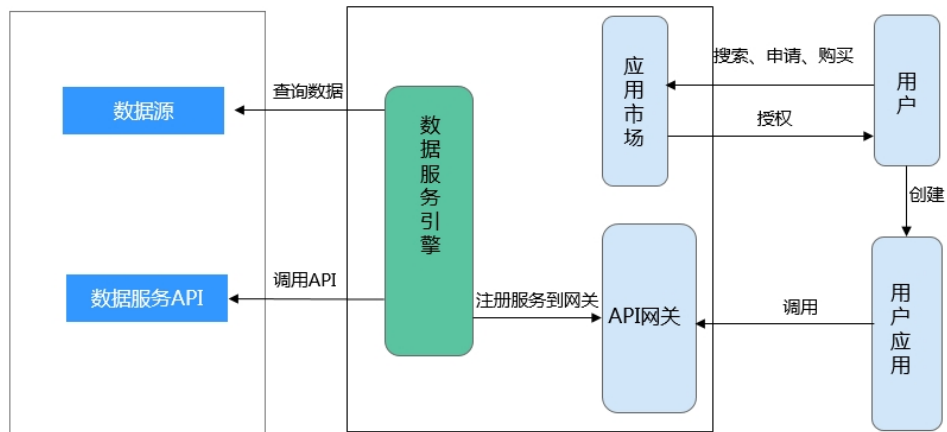 数据源
数据服务API
查询数据
调用API
数据服务引擎
注册服务到网关
应用市场
API网关
搜索、申请、购买
授权
调用
用户
创建
用户应用